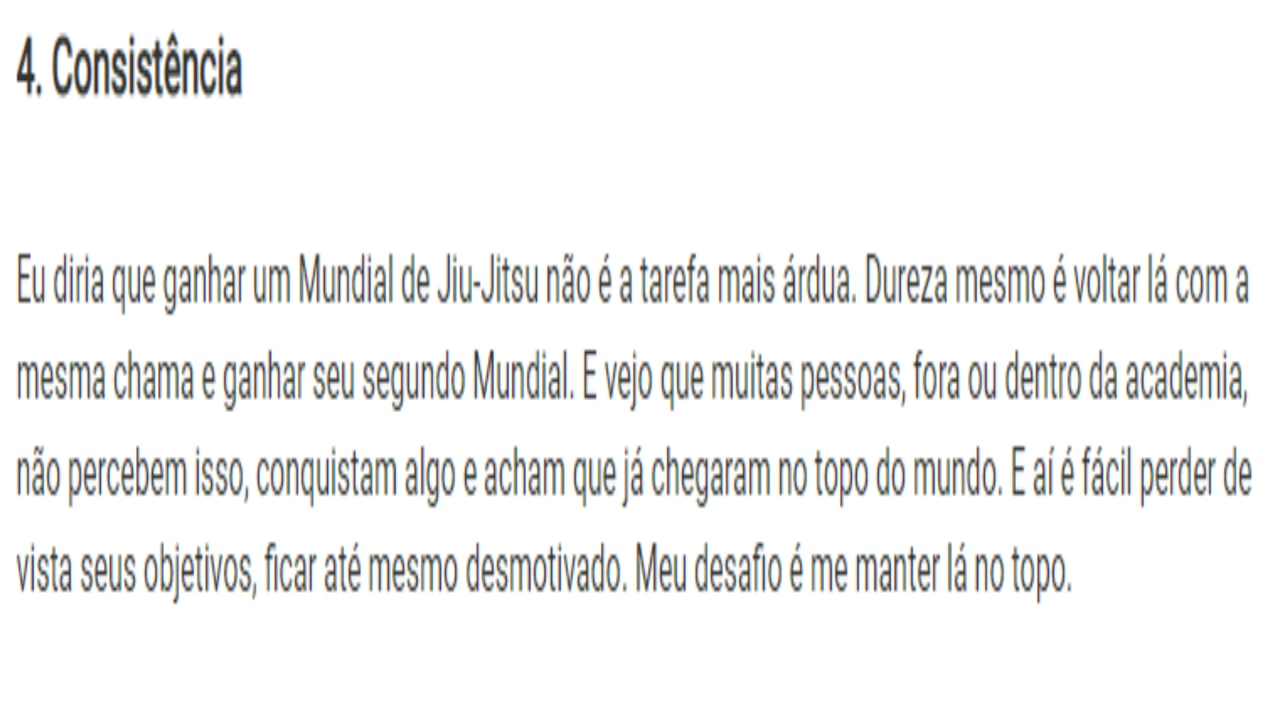 4. Consistência
Eu diria que ganhar um Mundial de Jiu-Jitsu não é a tarefa mais árdua. Dureza mesmo é voltar lá com a
mesma chama e ganhar seu segundo Mundial. E vejo que muitas pessoas, fora ou dentro da academia,
não percebem isso, conquistam algo e acham que já chegaram no topo do mundo. E aí é fácil perder de
vista seus objetivos, ficar até mesmo desmotivado. Meu desafio é me manter lá no topo.